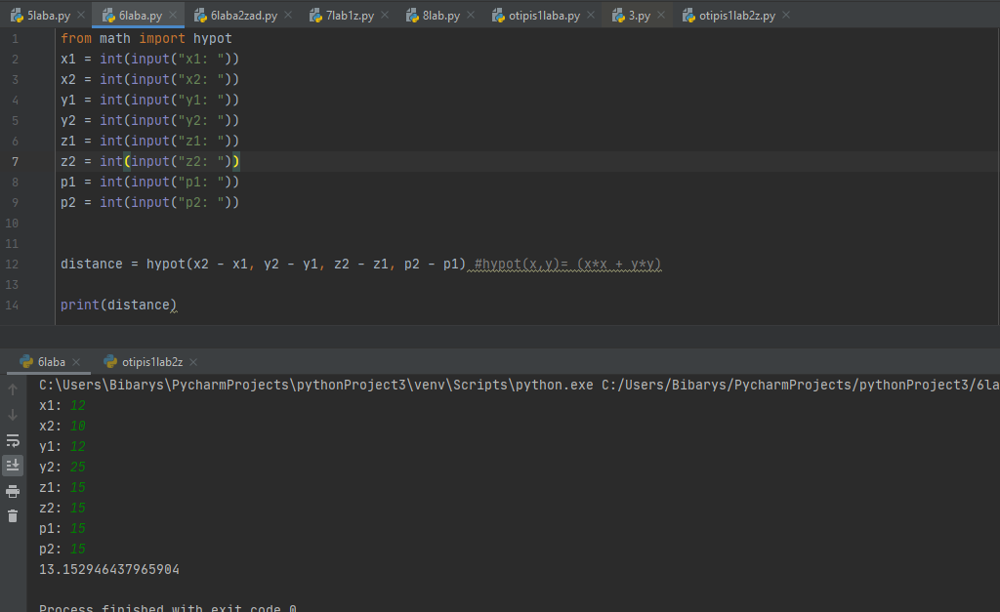 5laba.py 6laba.py 6laba2zad.py 7lab1z.py 8lab.py otipis1laba.py 3.py otipis1lab2z.py
1 from math import hypot
2 x1 = int(input("x1: "))
3 x2 = int(input("x2: "))
4 y1 = int(input("y1: "))
5 y2 = int(input("y2: "))
6 z1 = int(input("z1: "))
7 z2 = int(input("z2: "))
8 p1 = int(input("p1: "))
9 p2 = int(input("p2: "))
10
11
12 distance = hypot(x2 - x1, y2 - y1, z2 - z1, p2 - p1) #hypot(x,y)= (x*x + y*y)
13
14 print(distance)
6laba otipis1lab2z
C:\Users\Bibarys\PycharmProjects\pythonProject3\venv\Scripts\python.exe C:/Users/Bibarys/PycharmProjects/pythonProject3/6la
x1: 12
x2: 10
y1: 12
y2: 25
z1: 15
z2: 15
p1: 15
p2: 15
13.152946437965904
Process finished with exit code 0